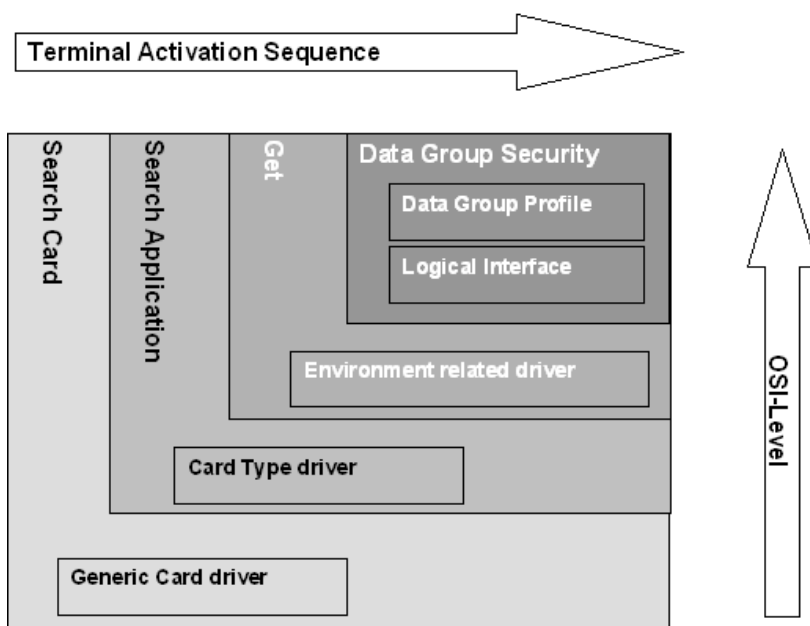 Terminal Activation Sequence
Search Card
Search Application
Get
Data Group Security
Data Group Profile
Logical Interface
Environment related driver
Card Type driver
Generic Card driver
OSI-Level